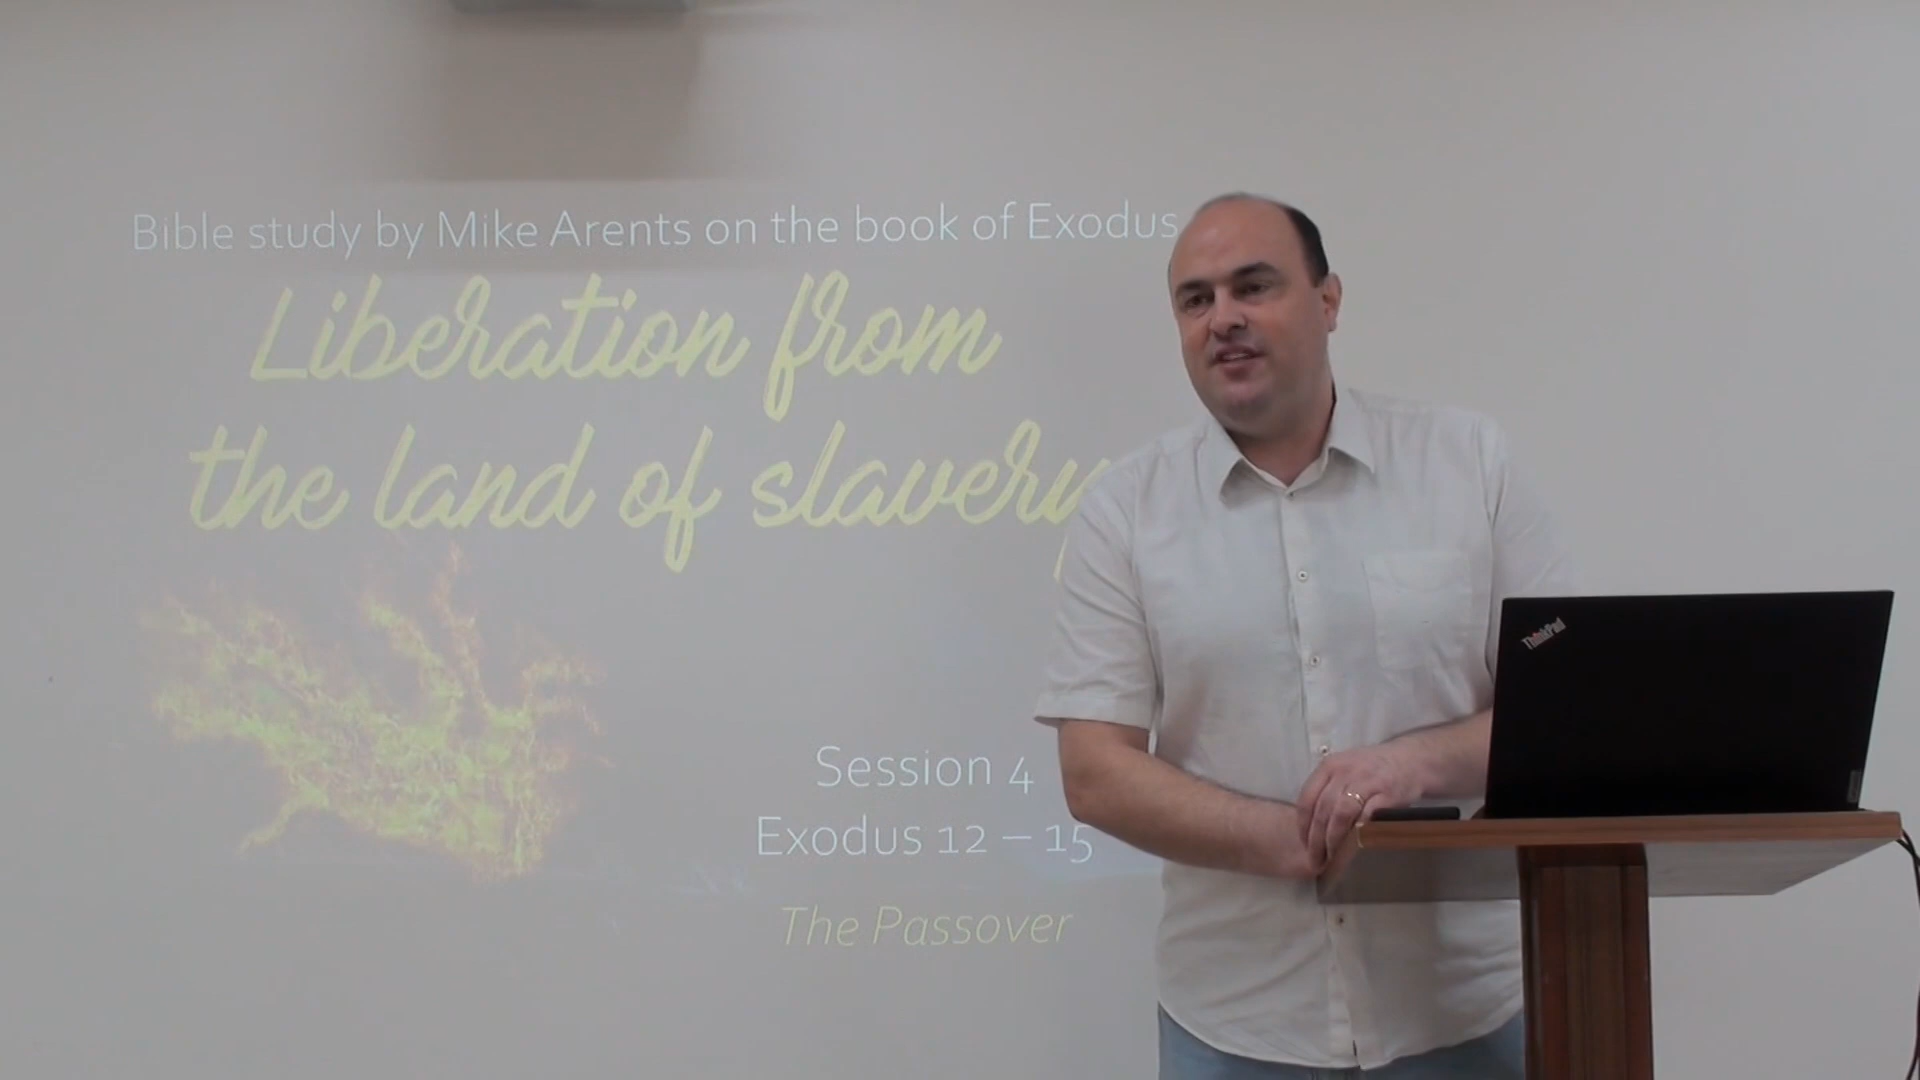 Bible study by Mike Arents on the book of Exodus
Liberation from
the land of slavery
Session 4
Exodus 12 – 15
The Passover
ThinkPad